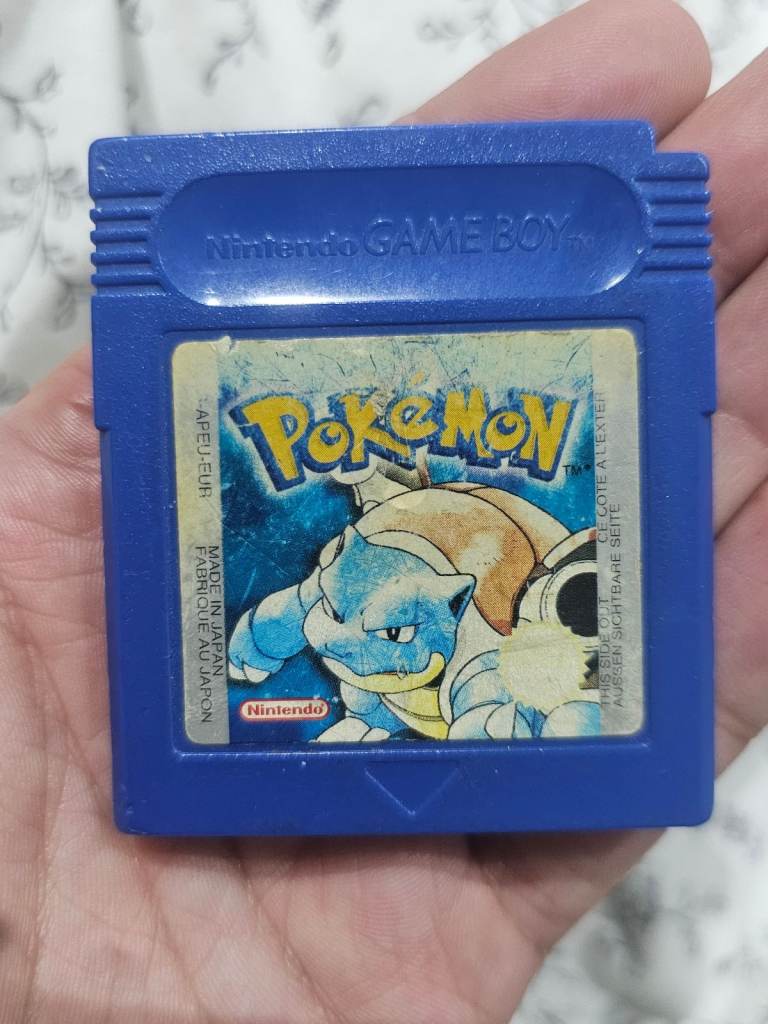 Nintendo GAME BOY TM
POKéMON
TM
APEU-EUR
MADE IN JAPAN
FABRIQUE AU JAPON
Nintendo
THIS SIDE OUT CE COTE A L'EXTER
AUSSEN SICHTBARE SEITE